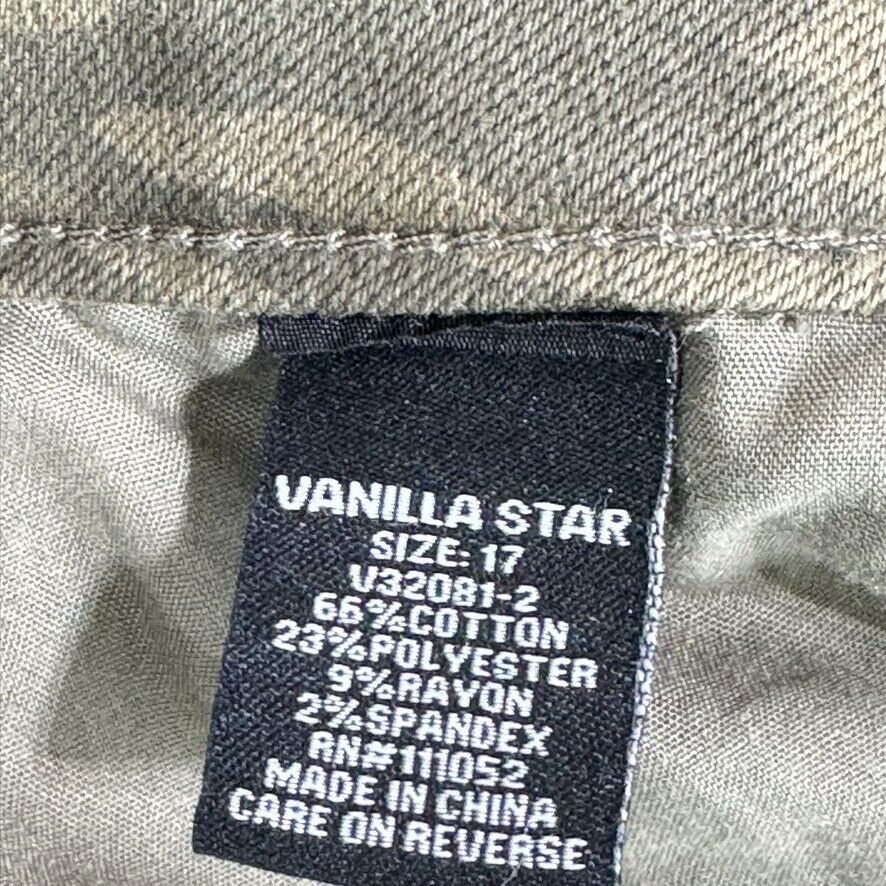 VANILLA STAR
SIZE: 17
V32081-2
66%COTTON
23%POLYESTER
9%RAYON
2%SPANDEX
RN#111052
MADE IN CHINA
CARE ON REVERSE